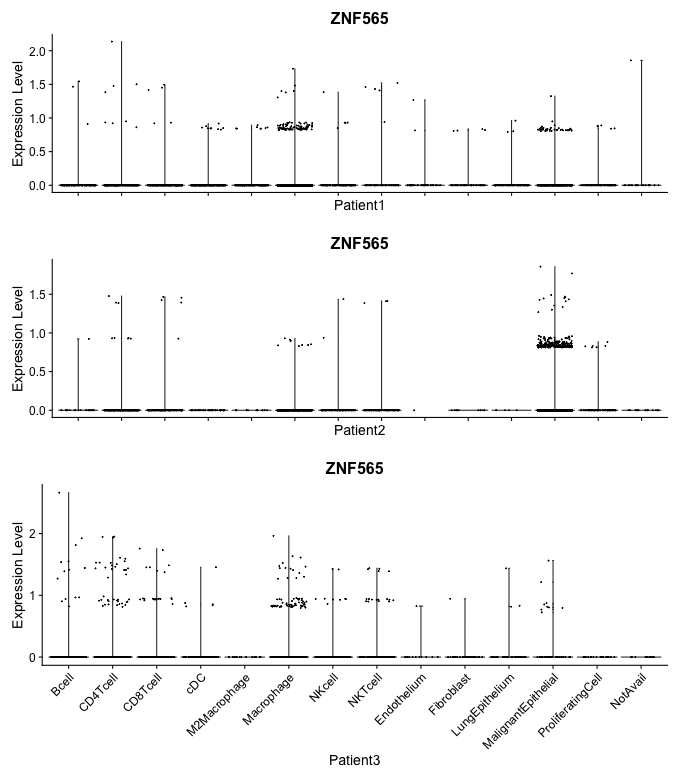 ZNF565
Expression Level
2.0
1.5
1.0
0.5
0.0
Patient1
ZNF565
Expression Level
1.5
1.0
0.5
0.0
Patient2
ZNF565
Expression Level
2
1
0
Bcell
CD4Tcell
CD8Tcell
cDC
M2Macrophage
Macrophage
NKcell
NKTcell
Endothelium
Fibroblast
LungEpithelium
MalignantEpithelial
ProliferatingCell
NotAvail
Patient3